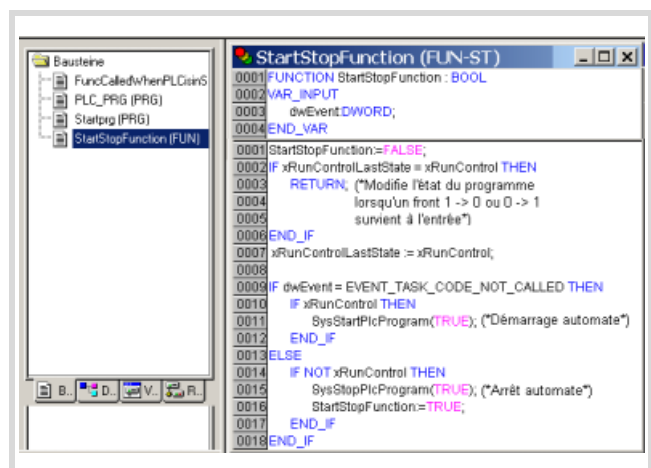 Bausteine
FuncCalledWhenPLCisinS
PLC_PRG (PRG)
Startprg (PRG)
StartStopFunction (FUN)
B..
D..
V..
R..
StartStopFunction (FUN-ST)
0001 FUNCTION StartStopFunction : BOOL
0002 VAR_INPUT
0003 dwEvent:DWORD;
0004 END_VAR
0001 StartStopFunction:=FALSE;
0002 IF xRunControlLastState = xRunControl THEN
0003 RETURN; (*Modifie l'état du programme
0004 lorsqu'un front 1 -> 0 ou 0 -> 1
0005 survient à l'entrée*)
0006 END_IF
0007 xRunControlLastState := xRunControl;
0008
0009 IF dwEvent = EVENT_TASK_CODE_NOT_CALLED THEN
0010 IF xRunControl THEN
0011 SysStartPlcProgram(TRUE); (*Démarrage automate*)
0012 END_IF
0013 ELSE
0014 IF NOT xRunControl THEN
0015 SysStopPlcProgram(TRUE); (*Arrêt automate*)
0016 StartStopFunction:=TRUE;
0017 END_IF
0018 END_IF